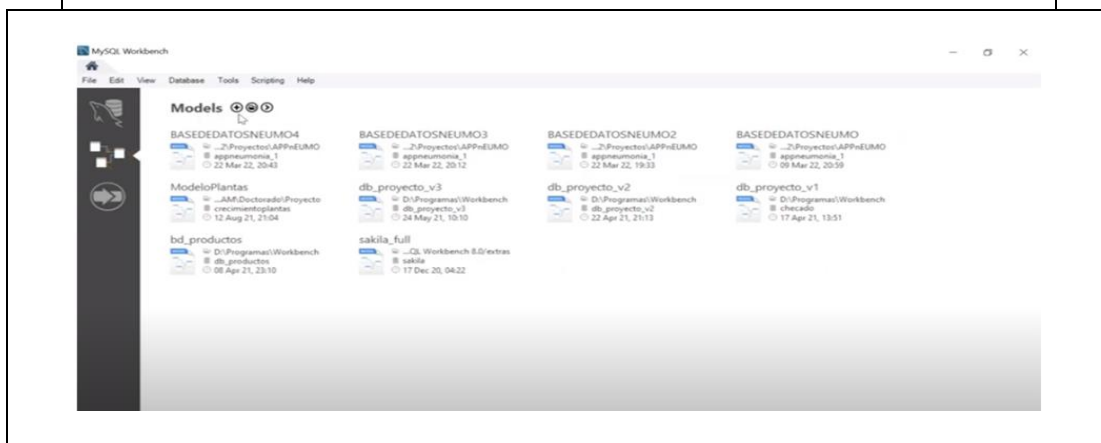 MySQL Workbench
File Edit View Database Tools Scripting Help
Models
BASEDEDATOSNEUMO4
...2\Proyectos\APPnEUMO
appneumonia_1
22 Mar 22, 20:43
BASEDEDATOSNEUMO3
...2\Proyectos\APPnEUMO
appneumonia_1
22 Mar 22, 20:12
BASEDEDATOSNEUMO2
...2\Proyectos\APPnEUMO
appneumonia_1
22 Mar 22, 19:33
BASEDEDATOSNEUMO
...2\Proyectos\APPnEUMO
appneumonia_1
09 Mar 22, 20:59
ModeloPlantas
...AM\Doctorado\Proyecto
crecimientoplantas
12 Aug 21, 21:04
db_proyecto_v3
D:\Programas\Workbench
db_proyecto_v3
24 May 21, 10:10
db_proyecto_v2
D:\Programas\Workbench
db_proyecto_v2
22 Apr 21, 21:13
db_proyecto_v1
D:\Programas\Workbench
checado
17 Apr 21, 13:51
bd_productos
D:\Programas\Workbench
db_productos
08 Apr 21, 23:10
sakila_full
...QL Workbench 8.0/extras
sakila
17 Dec 20, 04:22